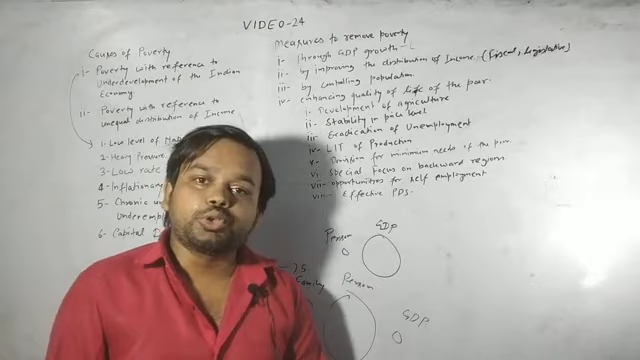 VIDEO-24
Causes of Poverty
i- Poverty with reference to
Underdevelopment of the Indian
Economy
ii- Poverty with reference to
unequal distribution of Income
1- Low level of
2- Heavy Pressure
3- Low rate
4- Inflationary
5- Chronic
6- Capital
Measures to remove poverty
i- Through GDP growth-
ii- by improving the distribution of Income (Fiscal, Legislative)
iii- by controlling population
iv- enhancing quality of life of the poor
i- Development of agriculture
ii- Stability in price level
iii- Eradication of Unemployment
iv- LIT of Production
v- Provision for minimum needs of the poor
vi- Special Focus on backward regions
vii- opportunities for self employment
viii- Effective PDS.
Person
GDP
75
Family
Person
GDP